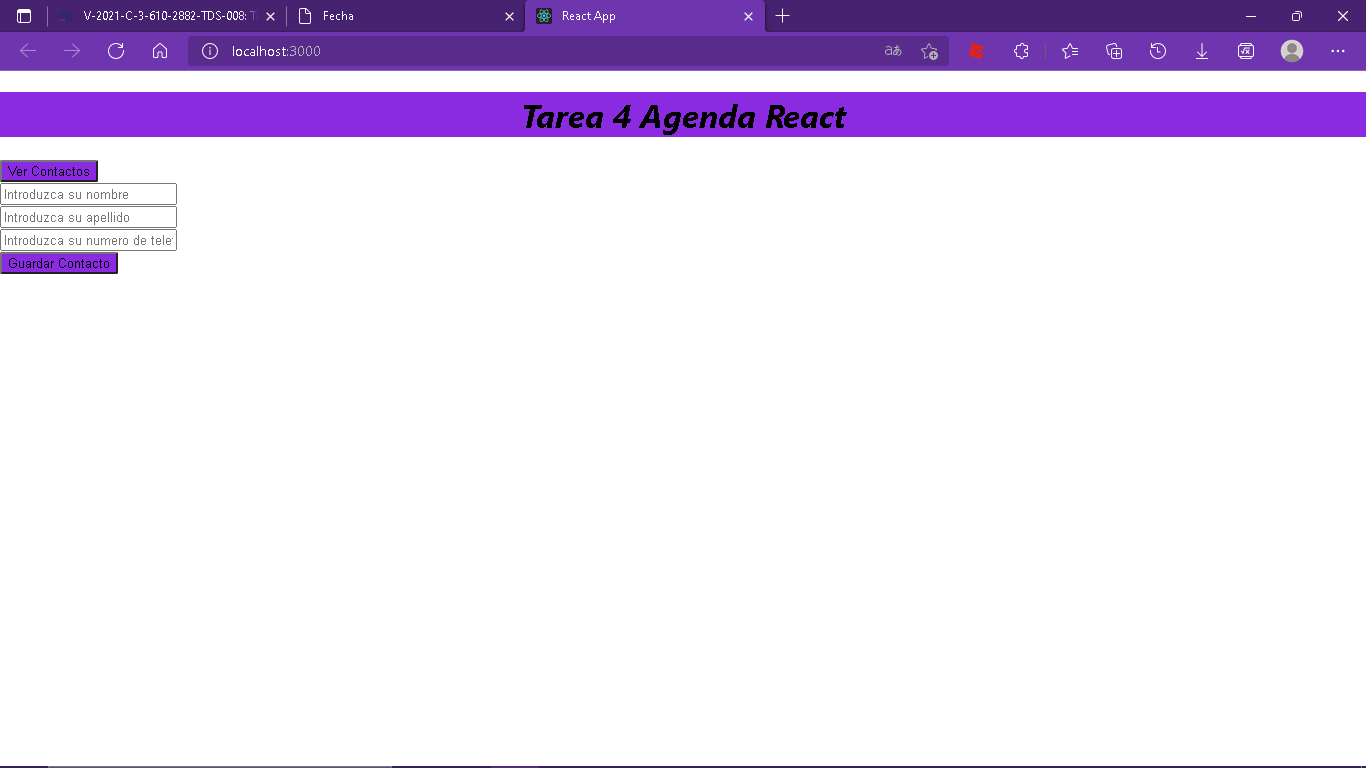 V-2021-C-3-610-2882-TDS-008:
Fecha
React App
localhost:3000
Tarea 4 Agenda React
Ver Contactos
Introduzca su nombre
Introduzca su apellido
Introduzca su numero de tele
Guardar Contacto